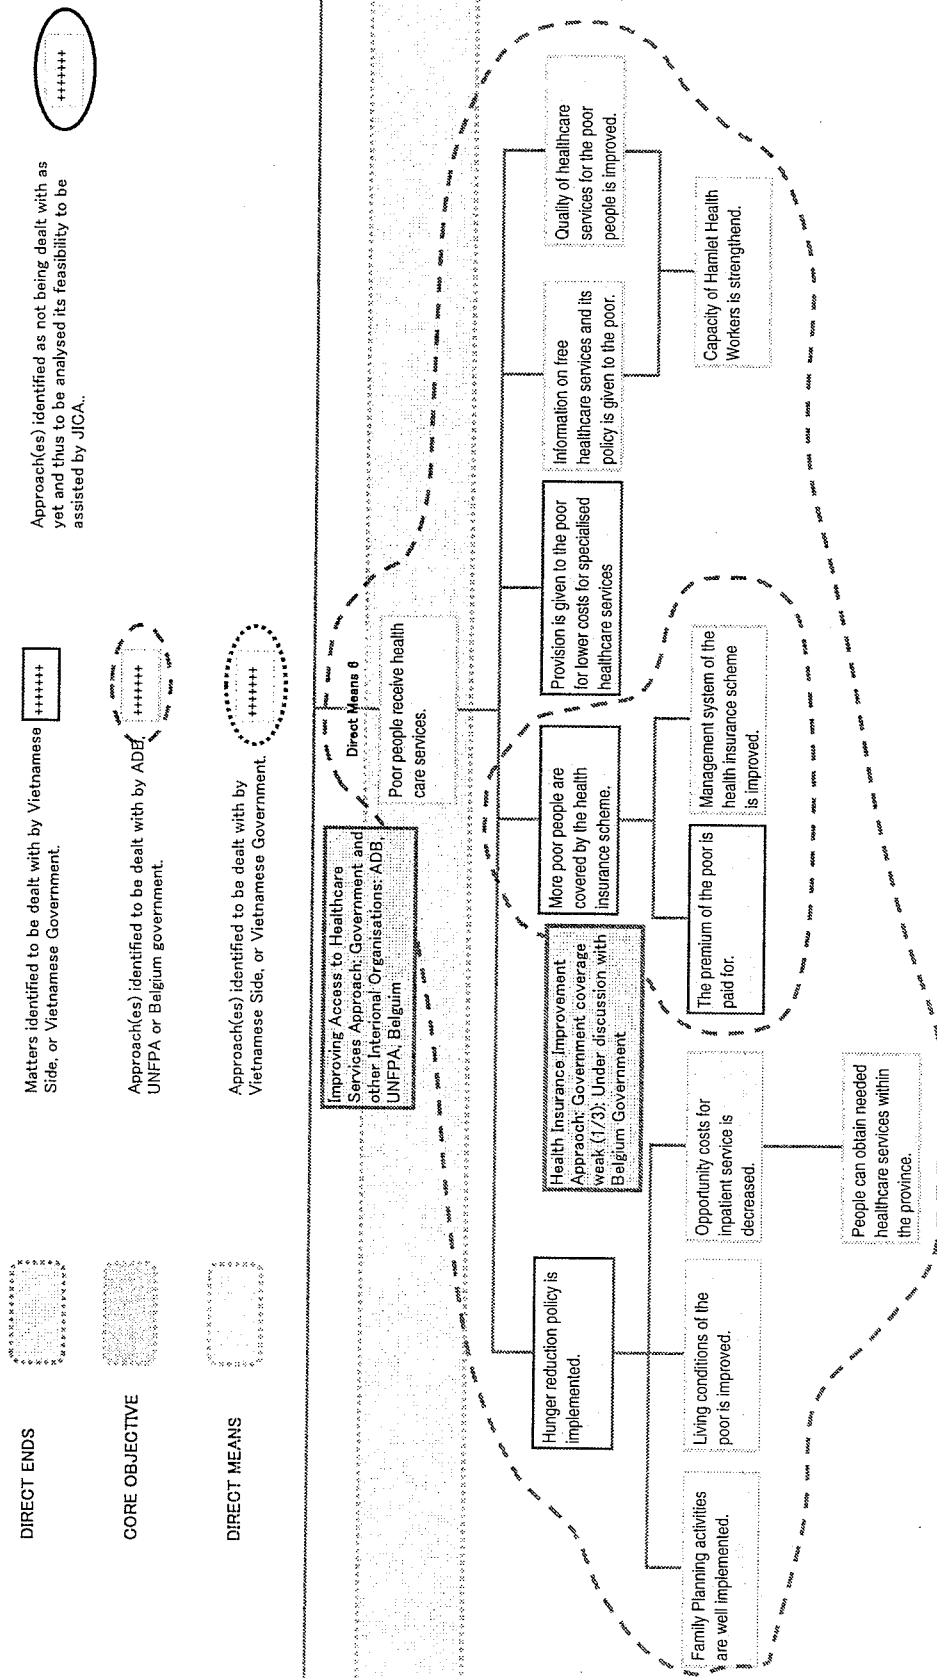 DIRECT ENDS
CORE OBJECTIVE
DIRECT MEANS
Matters identified to be dealt with by Vietnamese
Side, or Vietnamese Government.
+++++++
Approach(es) identified to be dealt with by ADB,
UNFPA or Belgium government.
+++++++
Approach(es) identified to be dealt with by
Vietnamese Side, or Vietnamese Government.
+++++++
Approach(es) identified as not being dealt with as
yet and thus to be analysed its feasibility to be
assisted by JICA..
+++++++
Improving Access to Healthcare
Services Approach: Government and
other Interional Organisations: ADB,
UNFPA, Belguim
Direct Means 6
Poor people receive health
care services.
Hunger reduction policy is
implemented.
Health Insurance Improvement
Appraoch: Government coverage
weak (1/3); Under discussion with
Belgium Government
More poor people are
covered by the health
insurance scheme.
Provision is given to the poor
for lower costs for specialised
healthcare services
Information on free
healthcare services and its
policy is given to the poor.
Quality of healthcare
services for the poor
people is improved.
Family Planning activities
are well implemented.
Living conditions of the
poor is improved.
Opportunity costs for
inpatient service is
decreased.
The premium of the poor is
paid for.
Management system of the
health insurance scheme
is improved.
Capacity of Hamlet Health
Workers is strengthend.
People can obtain needed
healthcare services within
the province.